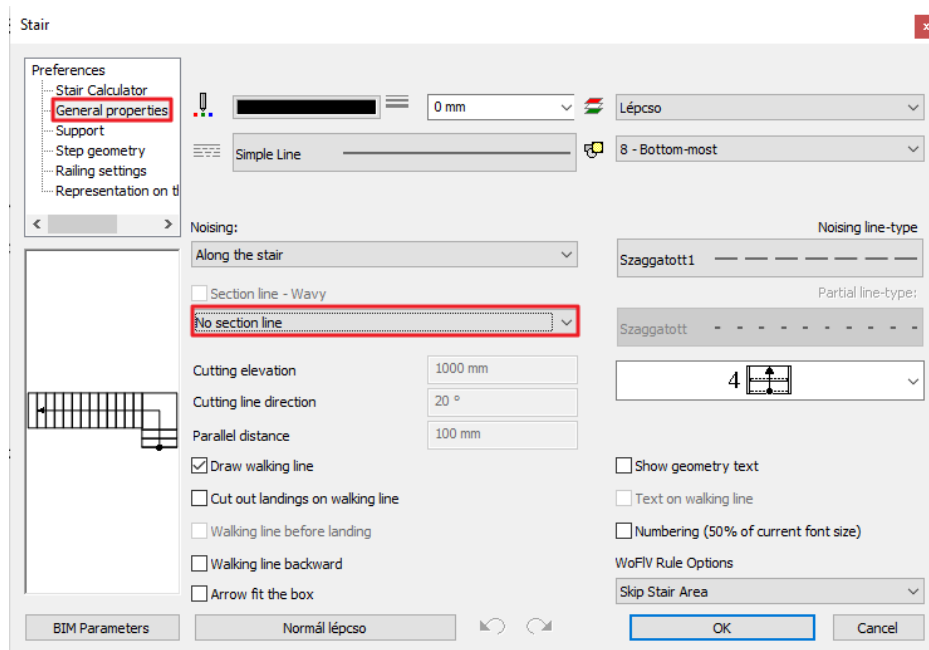 Stair
x
Preferences
Stair Calculator
General properties
Support
Step geometry
Railing settings
Representation on tl
0 mm
Lépcso
Simple Line
8 - Bottom-most
Noising:
Noising line-type
Along the stair
Szaggatott1
Section line - Wavy
Partial line-type:
No section line
Szaggatott
Cutting elevation
1000 mm
4
Cutting line direction
20 °
Parallel distance
100 mm
Draw walking line
Show geometry text
Cut out landings on walking line
Text on walking line
Walking line before landing
Numbering (50% of current font size)
Walking line backward
WoFlV Rule Options
Arrow fit the box
Skip Stair Area
BIM Parameters
Normál lépcso
OK
Cancel